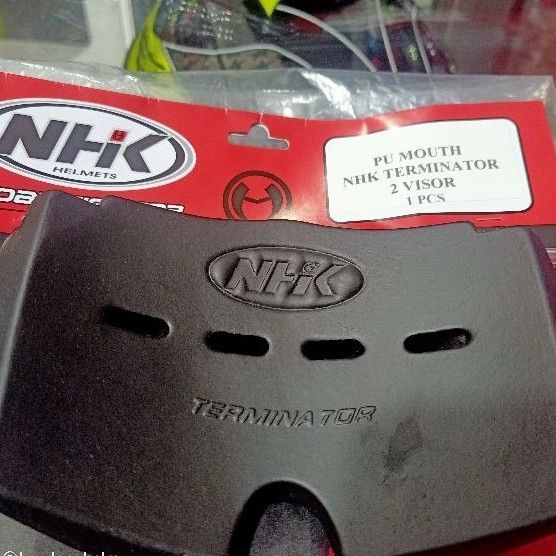 NHK
HELMETS
PU MOUTH
NHK TERMINATOR
2 VISOR
1 PCS
NHK
TERMINATOR